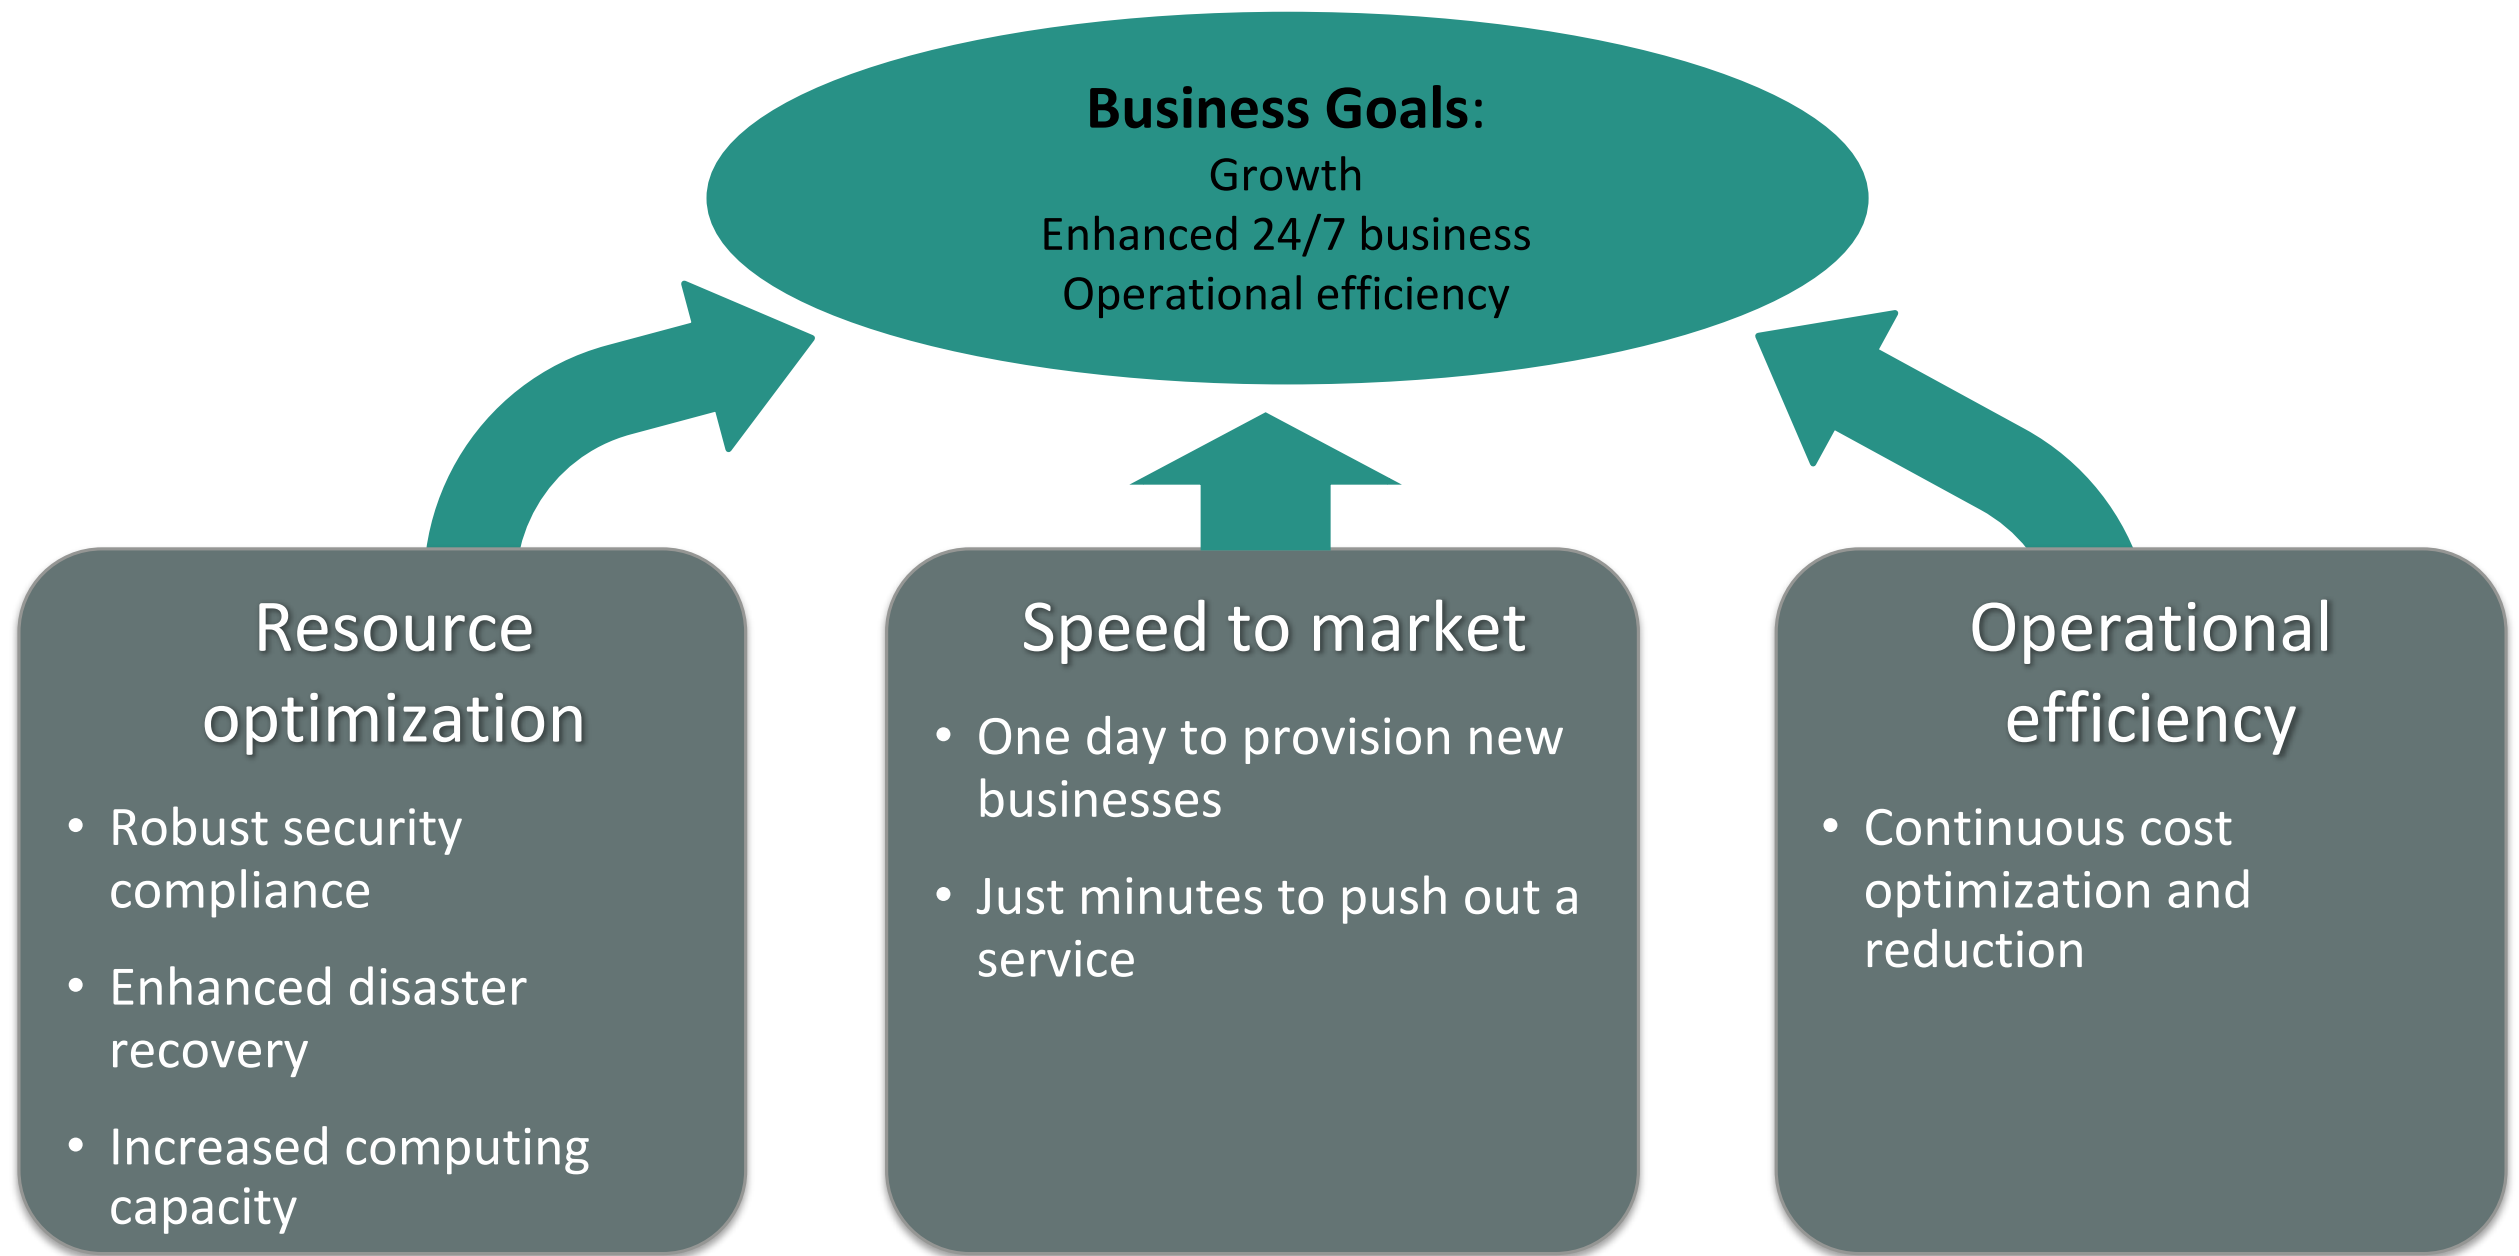 Business Goals:
Growth
Enhanced 24/7 business
Operational efficiency
Resource
optimization
• Robust security
compliance
• Enhanced disaster
recovery
• Increased computing
capacity
Speed to market
• One day to provision new
businesses
• Just minutes to push out a
service
Operational
efficiency
• Continuous cost
optimization and
reduction